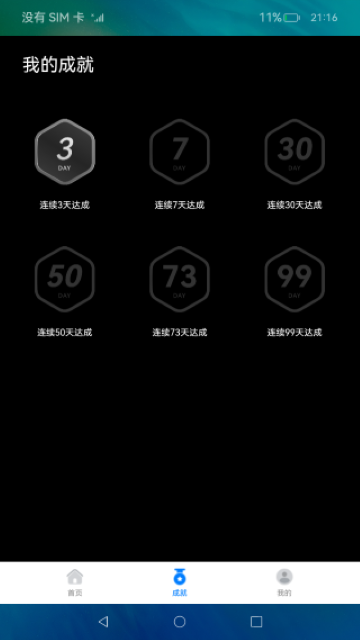 没有 SIM 卡 11% 21:16
我的成就
3 7 30
DAY DAY DAY
连续3天达成 连续7天达成 连续30天达成
50 73 99
DAY DAY DAY
连续50天达成 连续73天达成 连续99天达成
首页 成就 我的